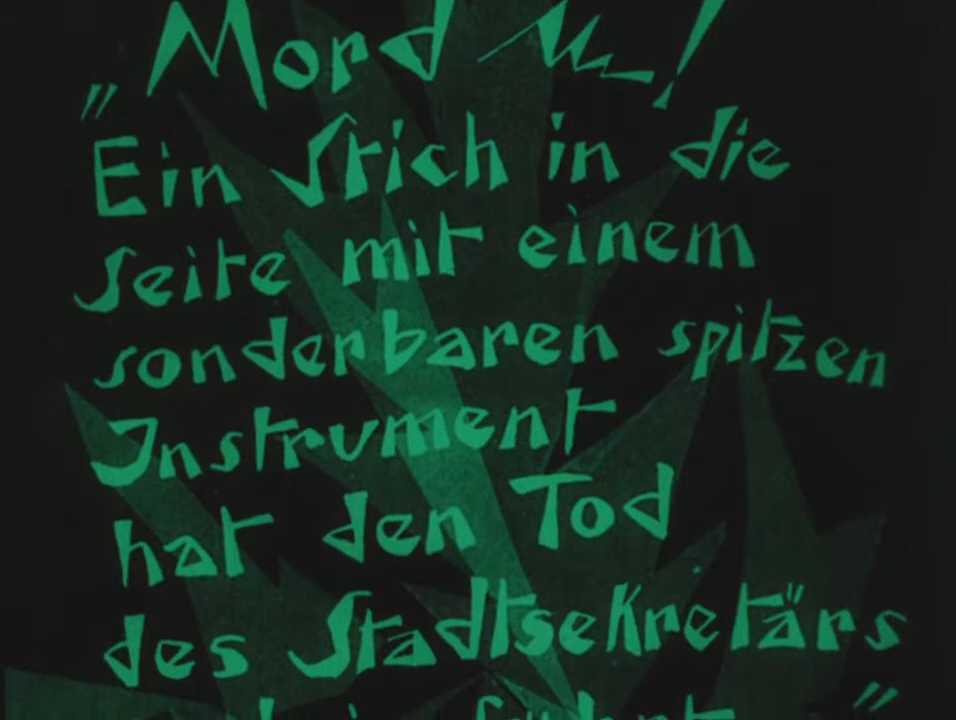 „Mord!
Ein Stich in die
Seite mit einem
sonderbaren spitzen
Instrument
hat den Tod
des Stadtsekretärs
"